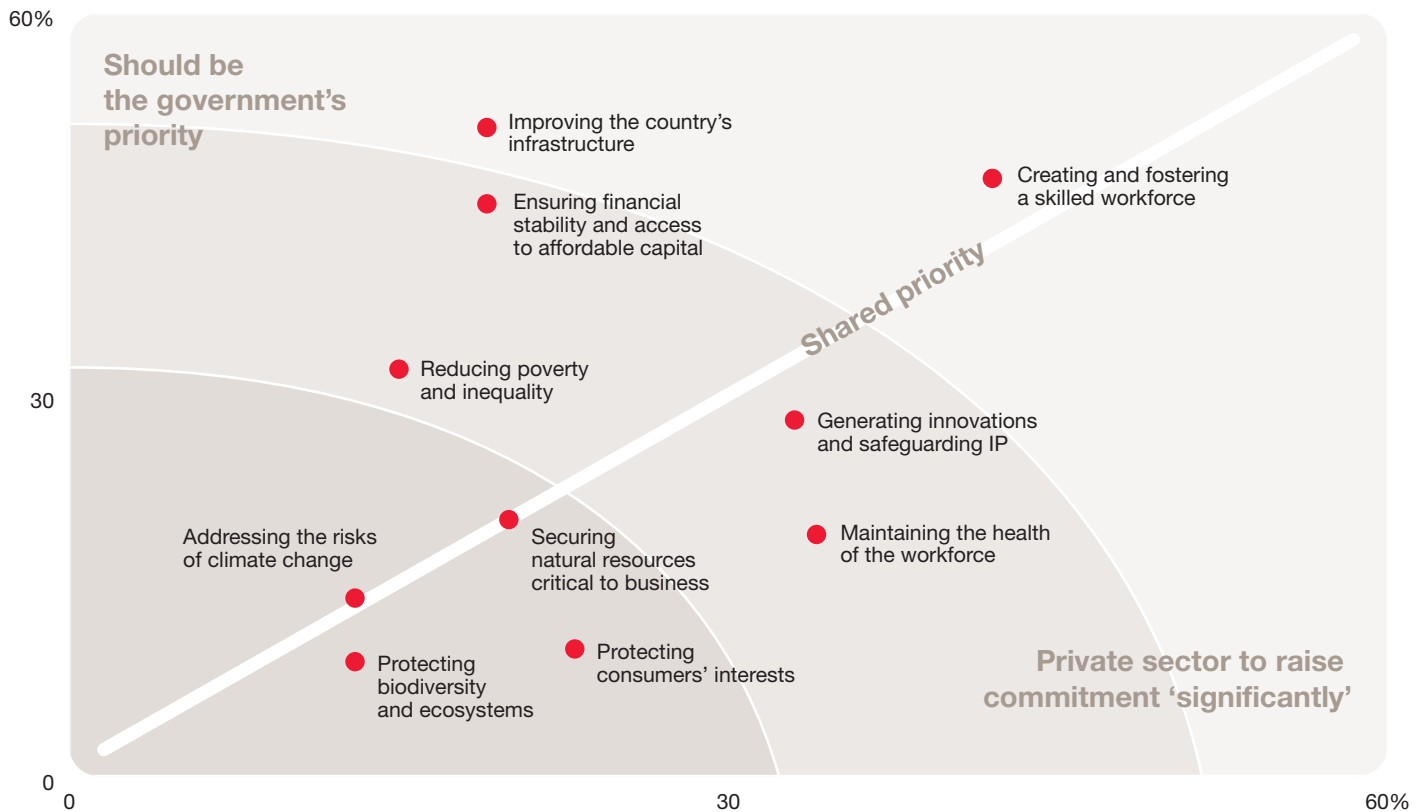 60%
Should be
the government’s
priority
Improving the country’s
infrastructure
Creating and fostering
a skilled workforce
Ensuring financial
stability and access
to affordable capital
Shared priority
Reducing poverty
and inequality
30
Generating innovations
and safeguarding IP
Addressing the risks
of climate change
Securing
natural resources
critical to business
Maintaining the health
of the workforce
Protecting
biodiversity
and ecosystems
Protecting
consumers’ interests
Private sector to raise
commitment ‘significantly’
0
0
30
60%